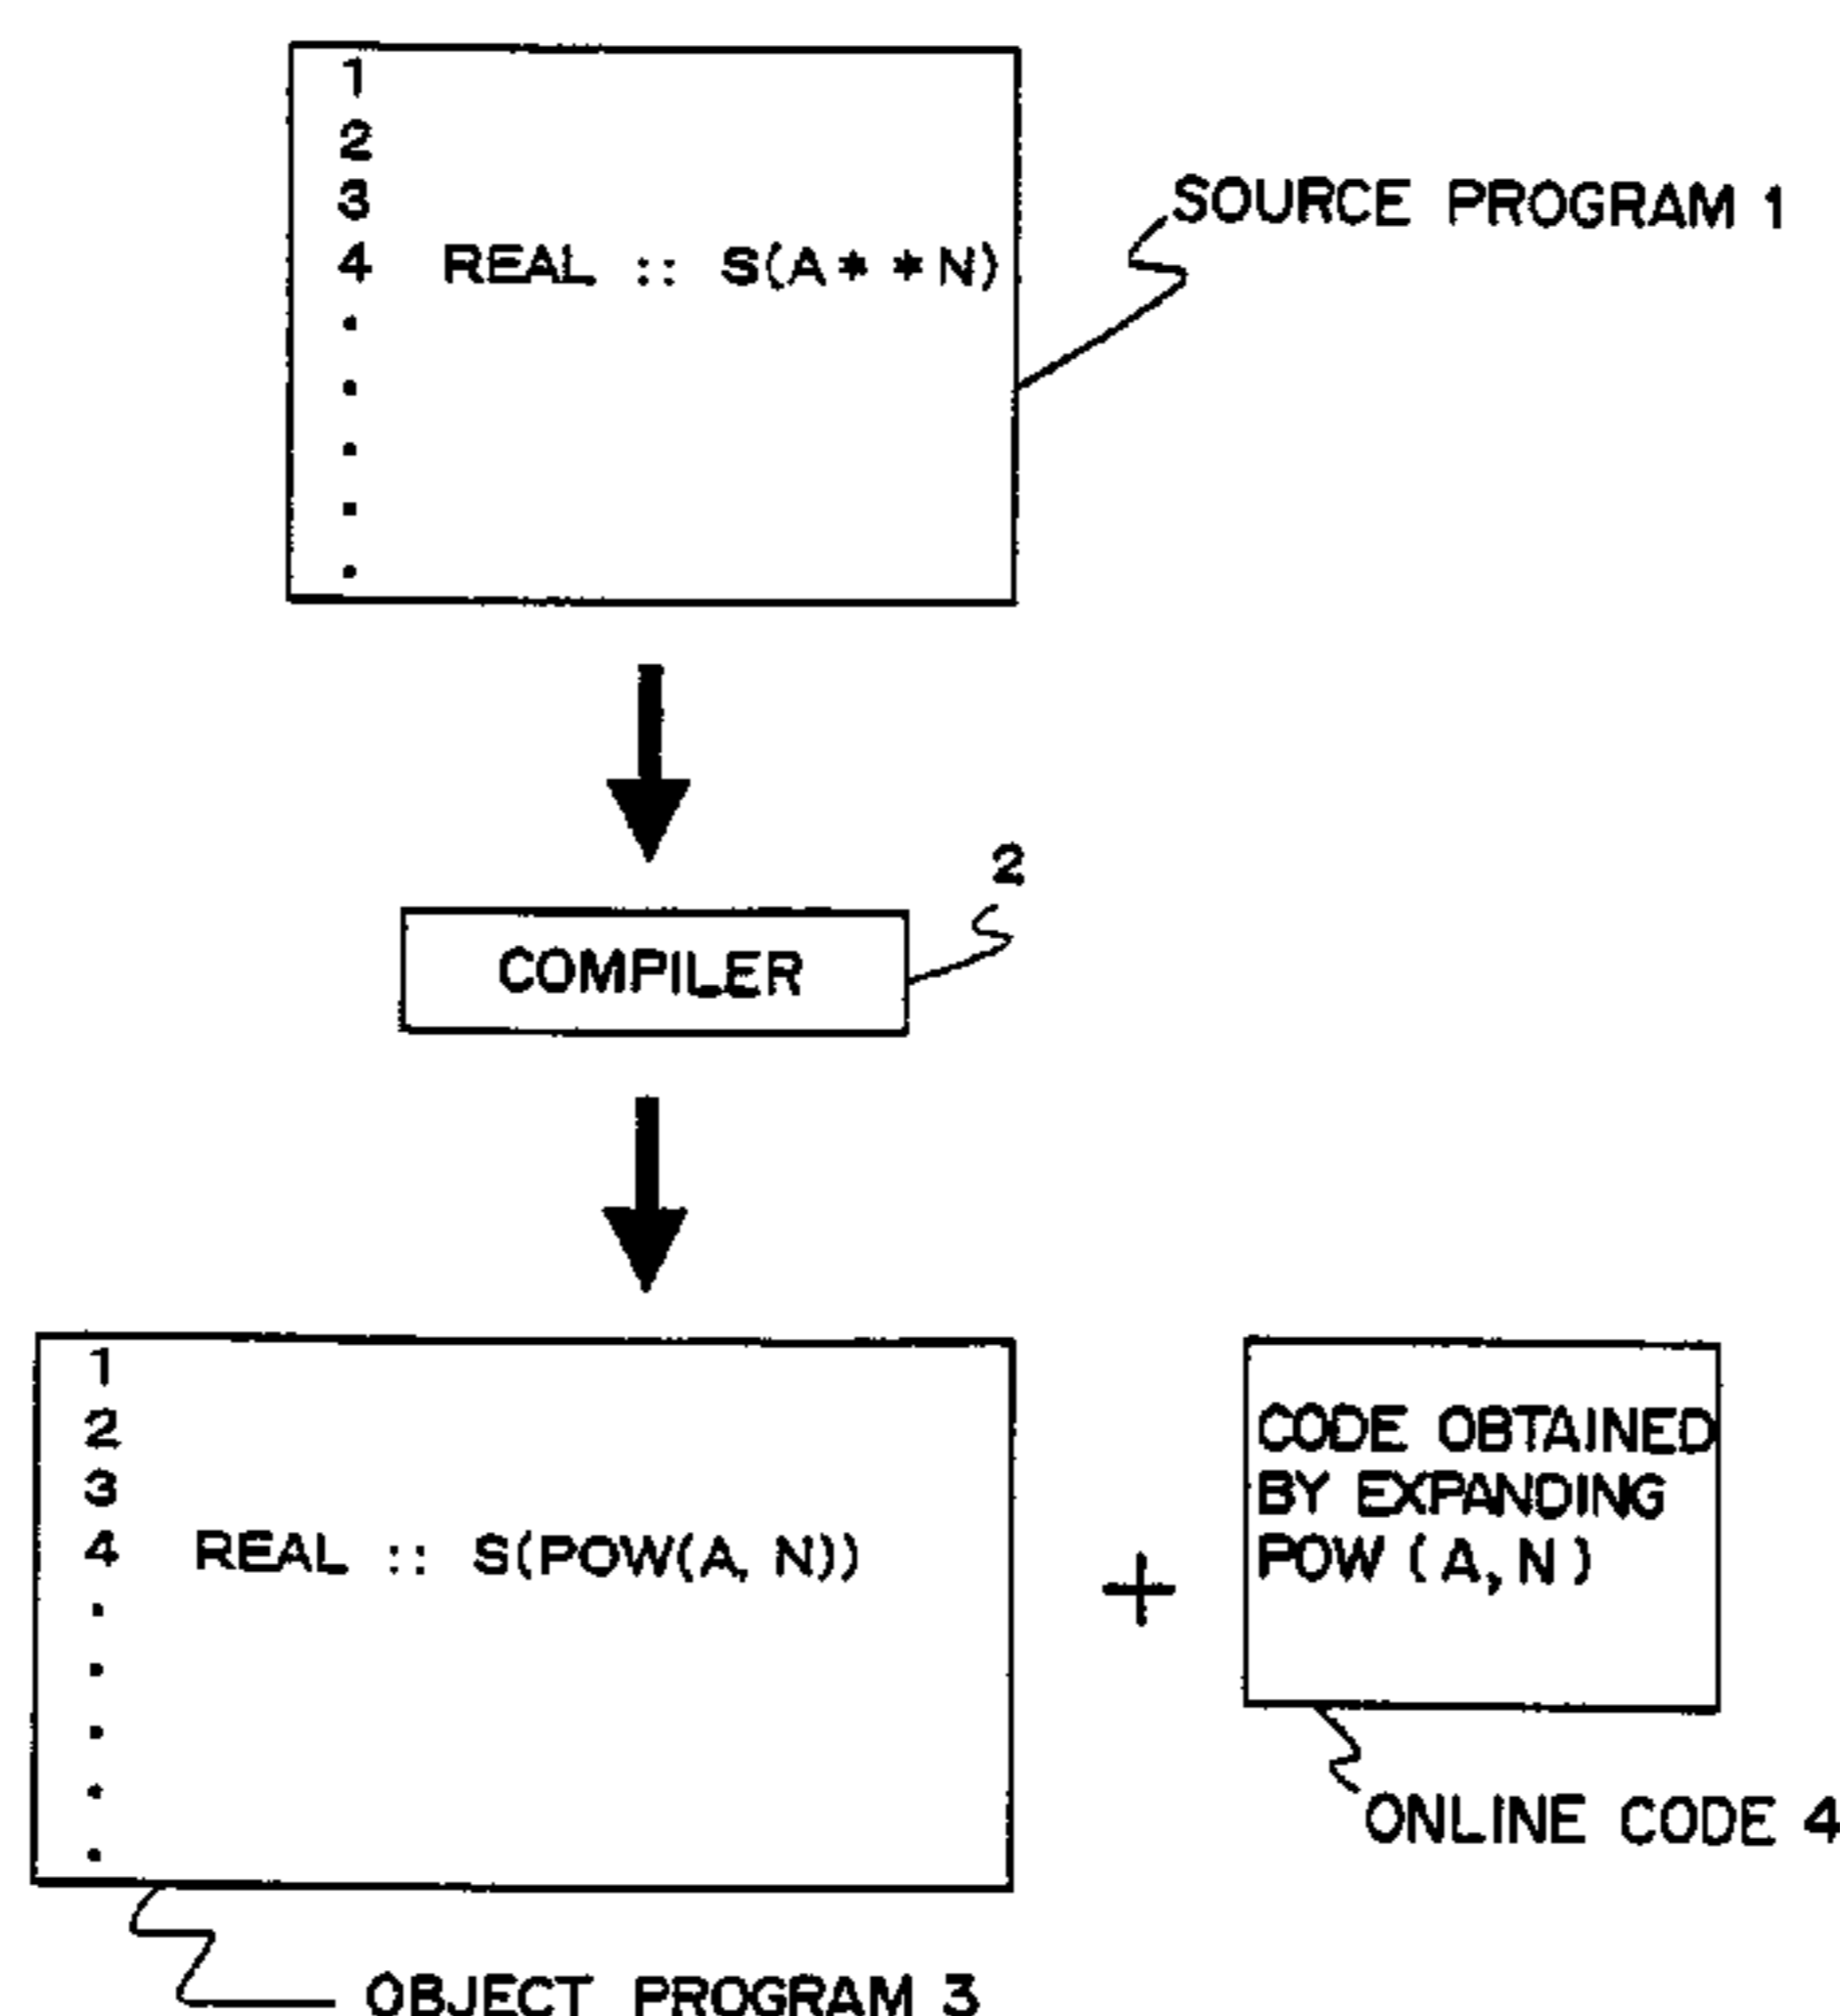 1
2
3
4 REAL :: S(A**N)
.
.
.
.
.
SOURCE PROGRAM 1
2
COMPILER
1
2
3
4 REAL :: S(POW(A, N))
.
.
.
.
.
+
CODE OBTAINED
BY EXPANDING
POW (A, N)
ONLINE CODE 4
OBJECT PROGRAM 3